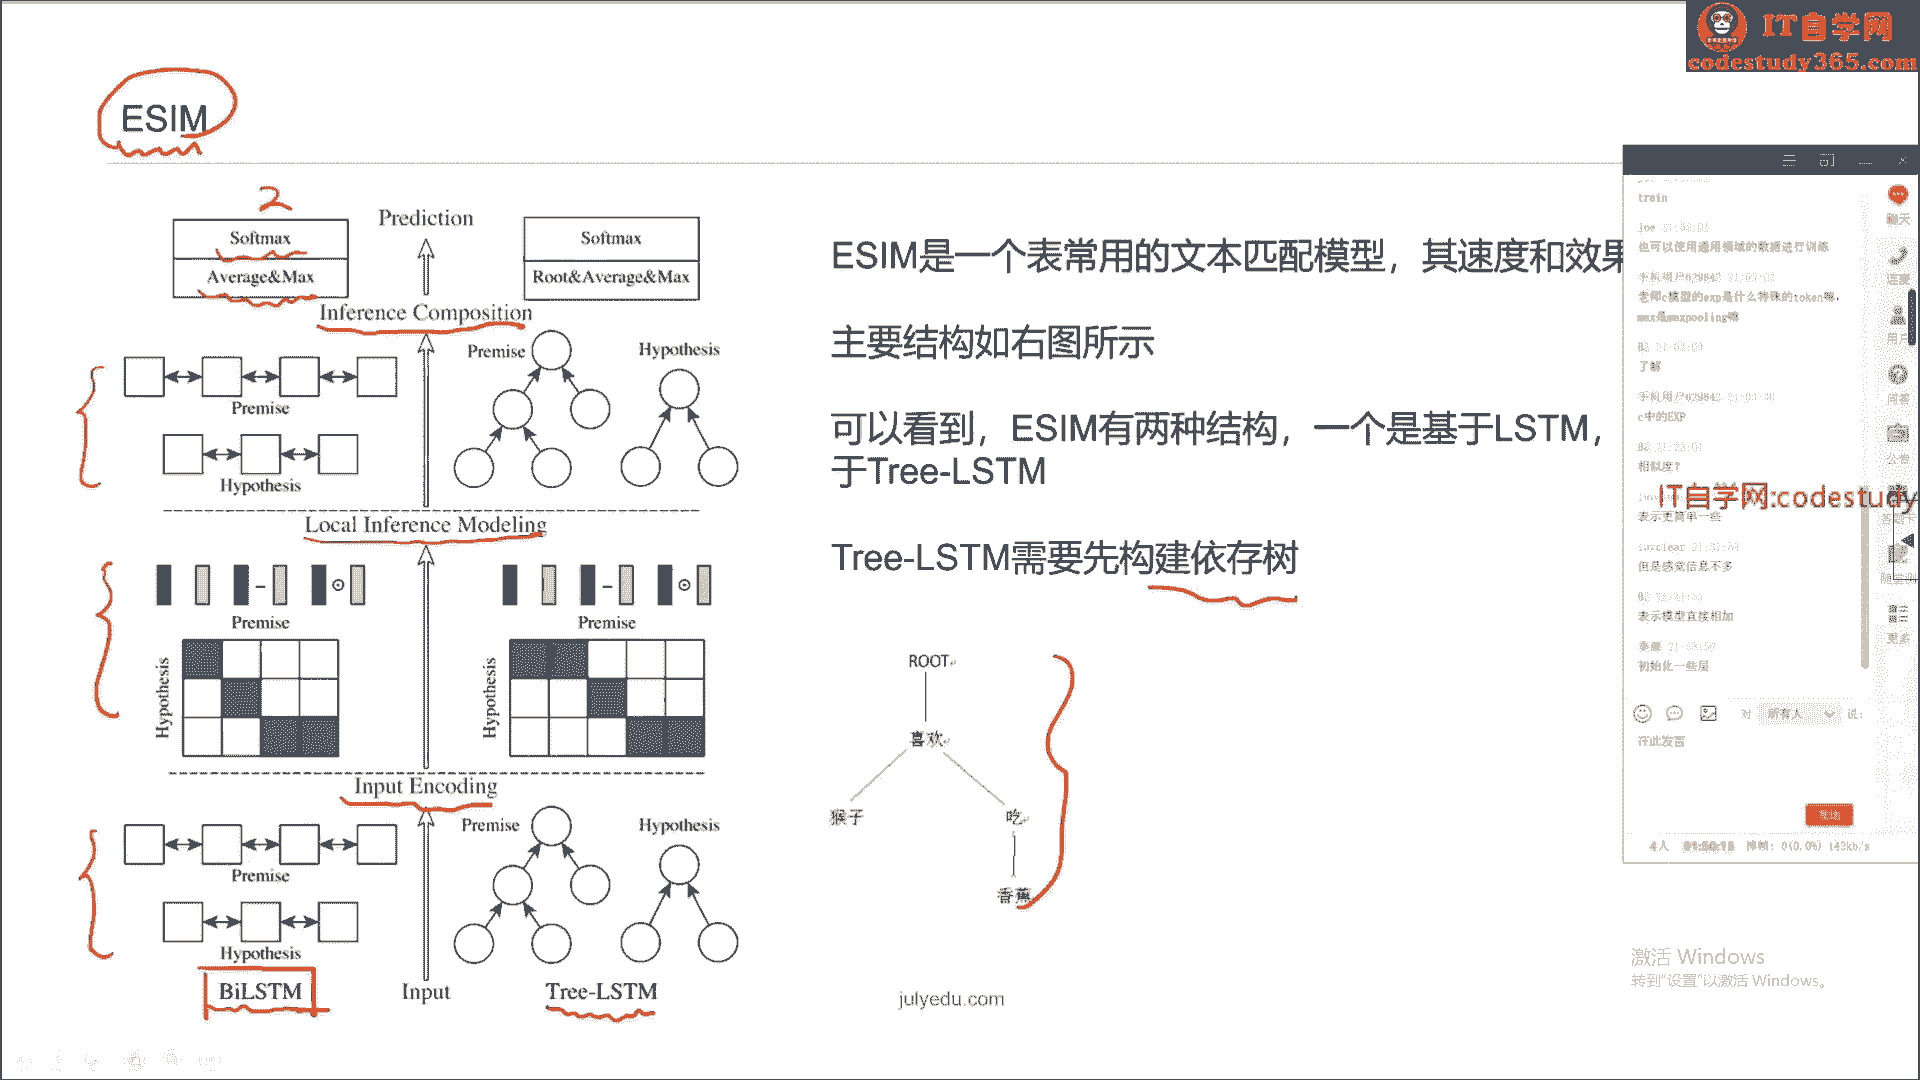 IT自学网
codestudy365.com
ESIM
2
Softmax
Average&Max
Prediction
Softmax
Root&Average&Max
Inference Composition
Premise
Hypothesis
Premise
Hypothesis
Local Inference Modeling
Premise
Hypothesis
Premise
Hypothesis
Input Encoding
Premise
Hypothesis
Premise
Hypothesis
BiLSTM
Input
Tree-LSTM
ESIM是一个表常用的文本匹配模型，其速度和效果
主要结构如右图所示
可以看到，ESIM有两种结构，一个是基于LSTM，
于Tree-LSTM
Tree-LSTM需要先构建依存树
ROOT
喜欢
猴子
吃
香蕉
julyedu.com
train
joe
也可以使用通用领域的数据进行训练
老师c模型的exp是什么特殊的token嘛，
max是maxpooling嘛
了解
c中的EXP
相似度?
IT自学网:codestudy
表示更简单一些
但是感觉信息不多
表示模型直接相加
初始化一些层
聊天
连麦
用户
问答
公告
更多
对 所有人 说:
在此发言
发送
4人
激活 Windows
转到"设置"以激活 Windows。